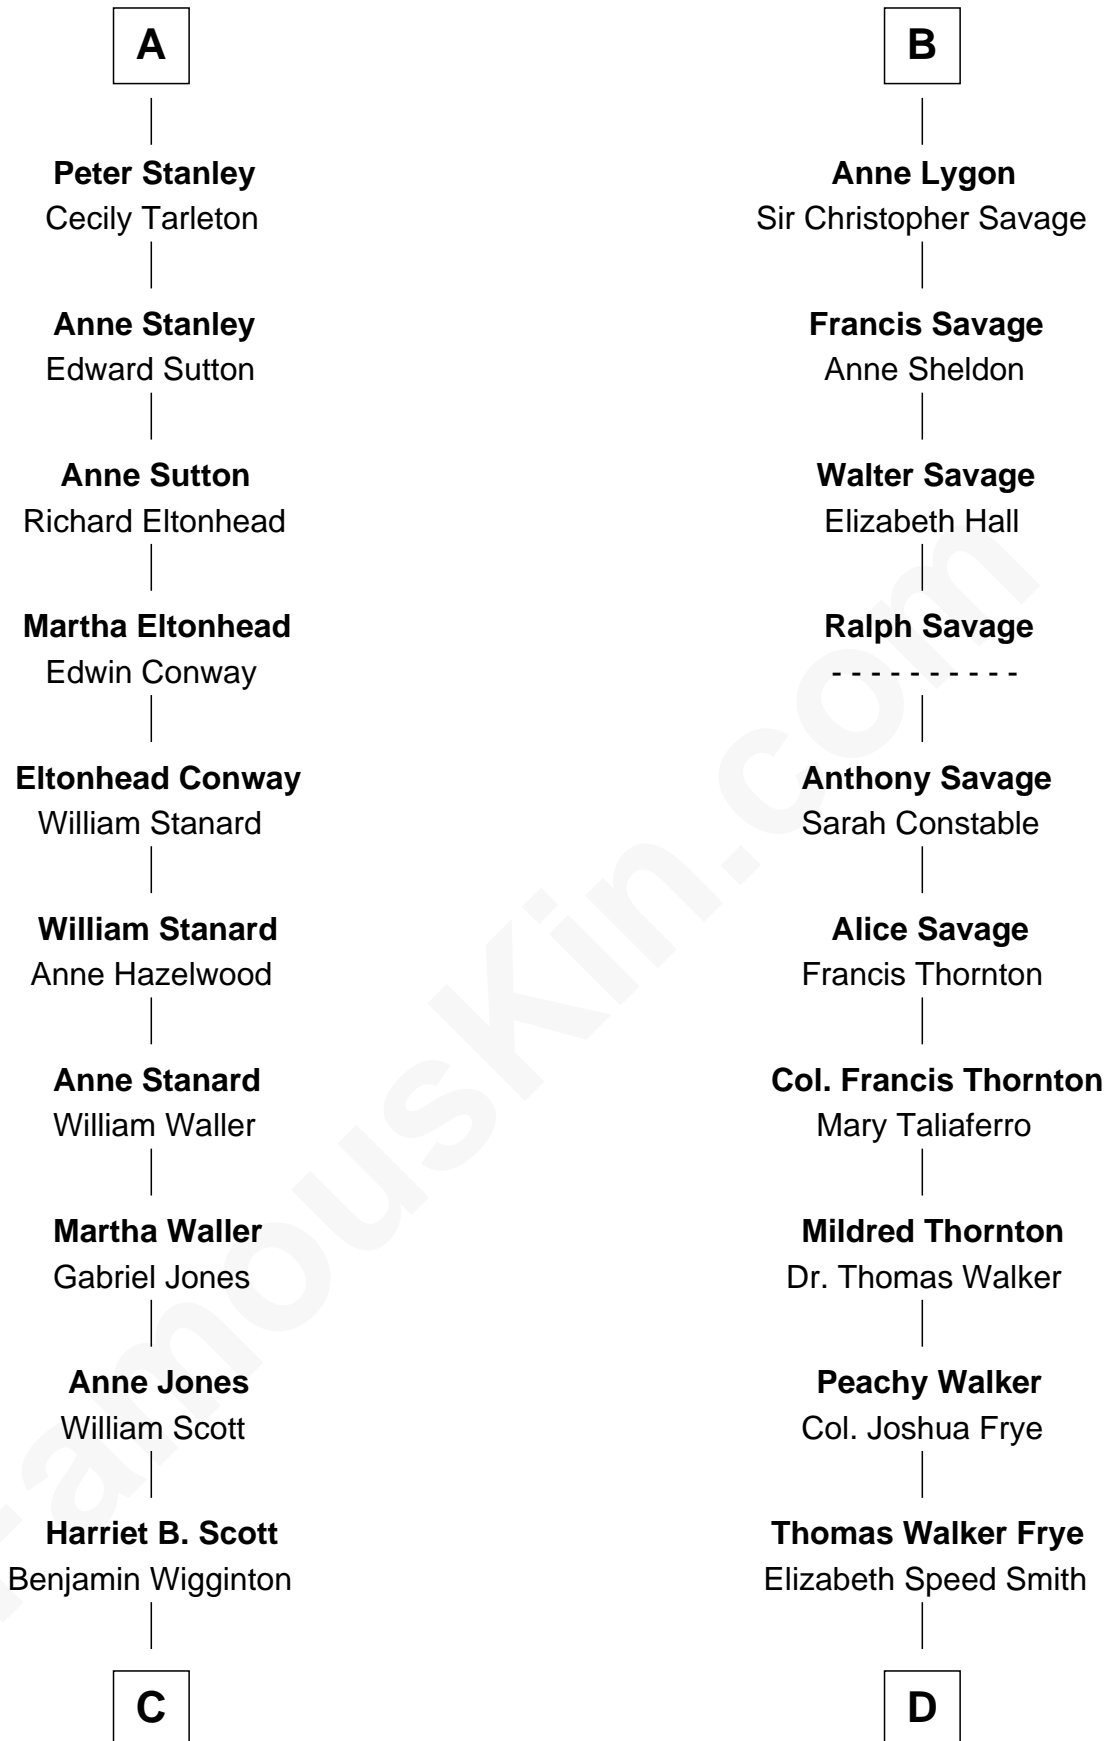 A
Peter Stanley
Cecily Tarleton
Anne Stanley
Edward Sutton
Anne Sutton
Richard Eltonhead
Martha Eltonhead
Edwin Conway
Eltonhead Conway
William Stanard
William Stanard
Anne Hazelwood
Anne Stanard
William Waller
Martha Waller
Gabriel Jones
Anne Jones
William Scott
Harriet B. Scott
Benjamin Wigginton
C
B
Anne Lygon
Sir Christopher Savage
Francis Savage
Anne Sheldon
Walter Savage
Elizabeth Hall
Ralph Savage
- - - - - - - - - -
Anthony Savage
Sarah Constable
Alice Savage
Francis Thornton
Col. Francis Thornton
Mary Taliaferro
Mildred Thornton
Dr. Thomas Walker
Peachy Walker
Col. Joshua Frye
Thomas Walker Frye
Elizabeth Speed Smith
D
FamousKin.com